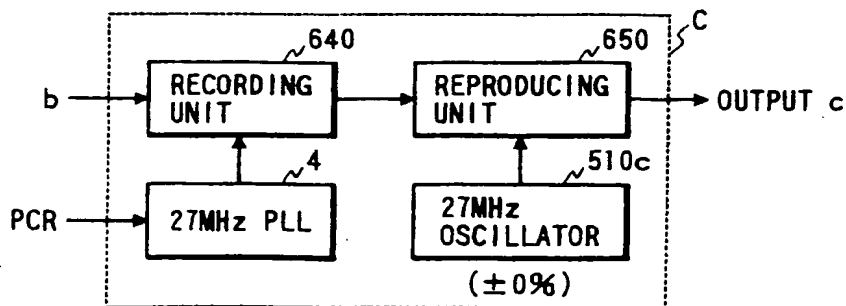 C
640
650
b
RECORDING
UNIT
REPRODUCING
UNIT
OUTPUT c
4
510c
PCR
27MHz PLL
27MHz
OSCILLATOR
(±0%)